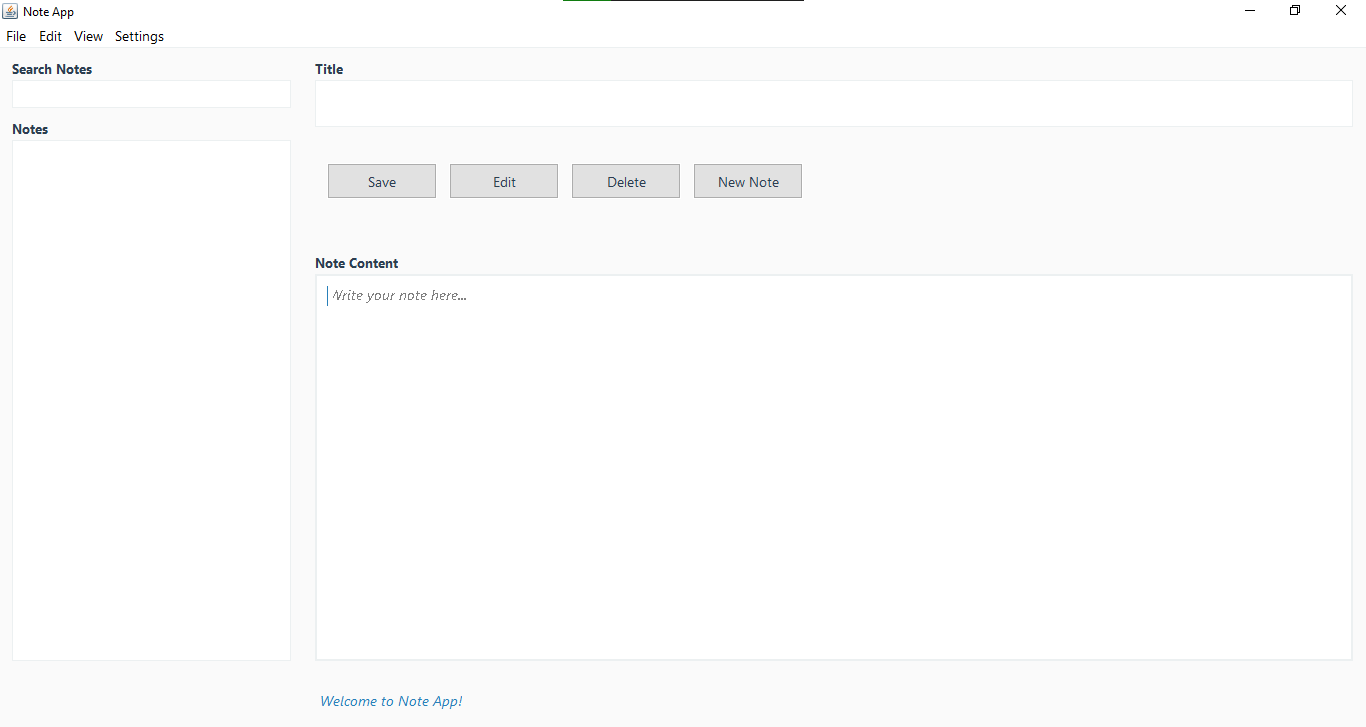 Note App
File Edit View Settings
Search Notes
Notes
Title
Save Edit Delete New Note
Note Content
Write your note here...
Welcome to Note App!